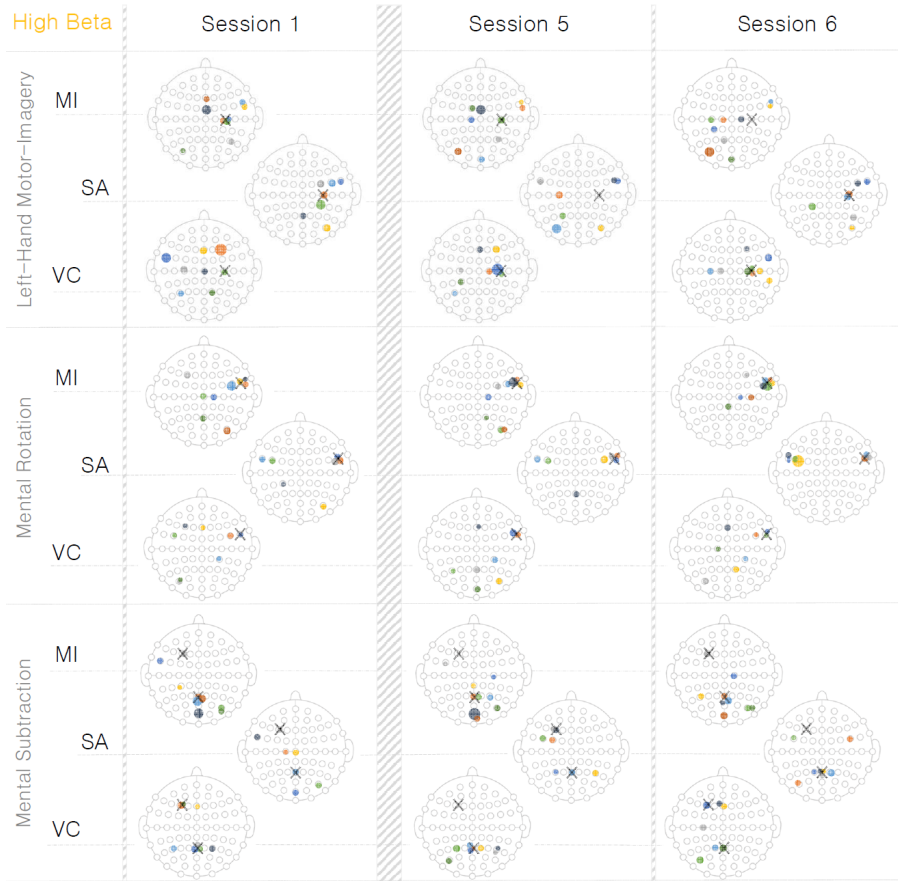 High Beta
Session 1
Session 5
Session 6
Left-Hand Motor-Imagery
MI
SA
VC
Mental Rotation
MI
SA
VC
Mental Subtraction
MI
SA
VC